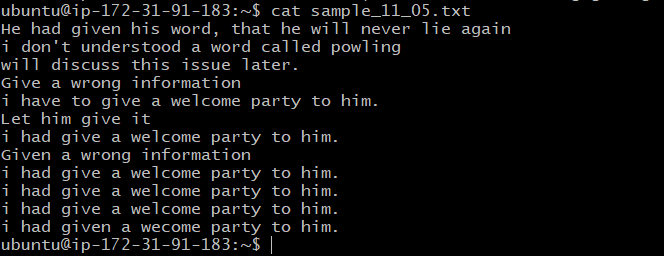 ubuntu@ip-172-31-91-183:~$ cat sample_11_05.txt
He had given his word, that he will never lie again
i don't understood a word called powling
will discuss this issue later.
Give a wrong information
i have to give a welcome party to him.
Let him give it
i had give a welcome party to him.
Given a wrong information
i had give a welcome party to him.
i had give a welcome party to him.
i had give a welcome party to him.
i had given a wecome party to him.
ubuntu@ip-172-31-91-183:~$